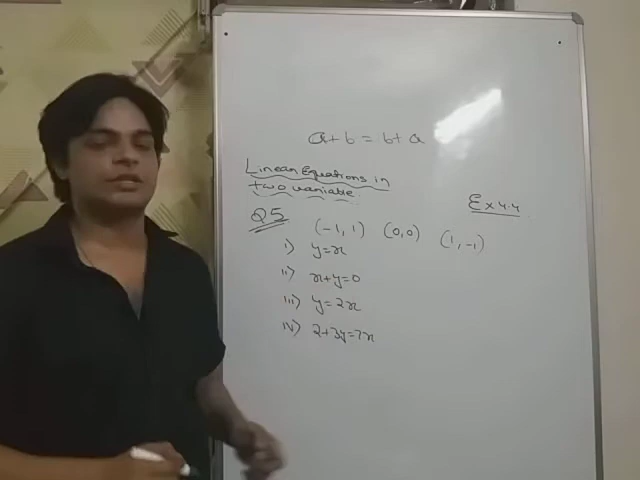 a+b = b+a
Linear Equations in
two variable
Ex 4.4
Q5
(-1, 1) (0,0) (1, -1)
i) y=x
ii) x+y=0
iii) y=2x
iv) 2+3y=7x